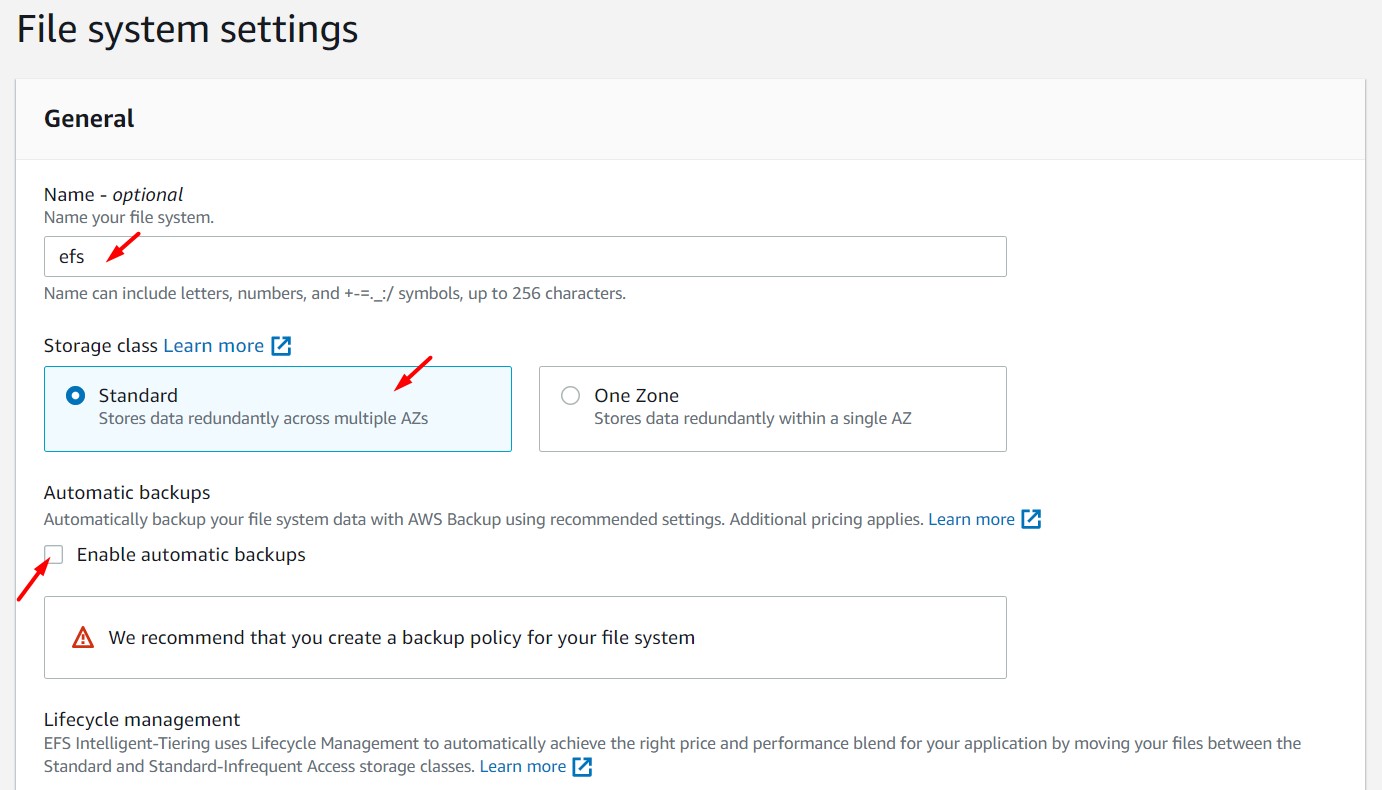 File system settings
General
Name - optional
Name your file system.
efs
Name can include letters, numbers, and +-=._:/ symbols, up to 256 characters.
Storage class Learn more
Standard
Stores data redundantly across multiple AZs
One Zone
Stores data redundantly within a single AZ
Automatic backups
Automatically backup your file system data with AWS Backup using recommended settings. Additional pricing applies. Learn more
Enable automatic backups
We recommend that you create a backup policy for your file system
Lifecycle management
EFS Intelligent-Tiering uses Lifecycle Management to automatically achieve the right price and performance blend for your application by moving your files between the
Standard and Standard-Infrequent Access storage classes. Learn more